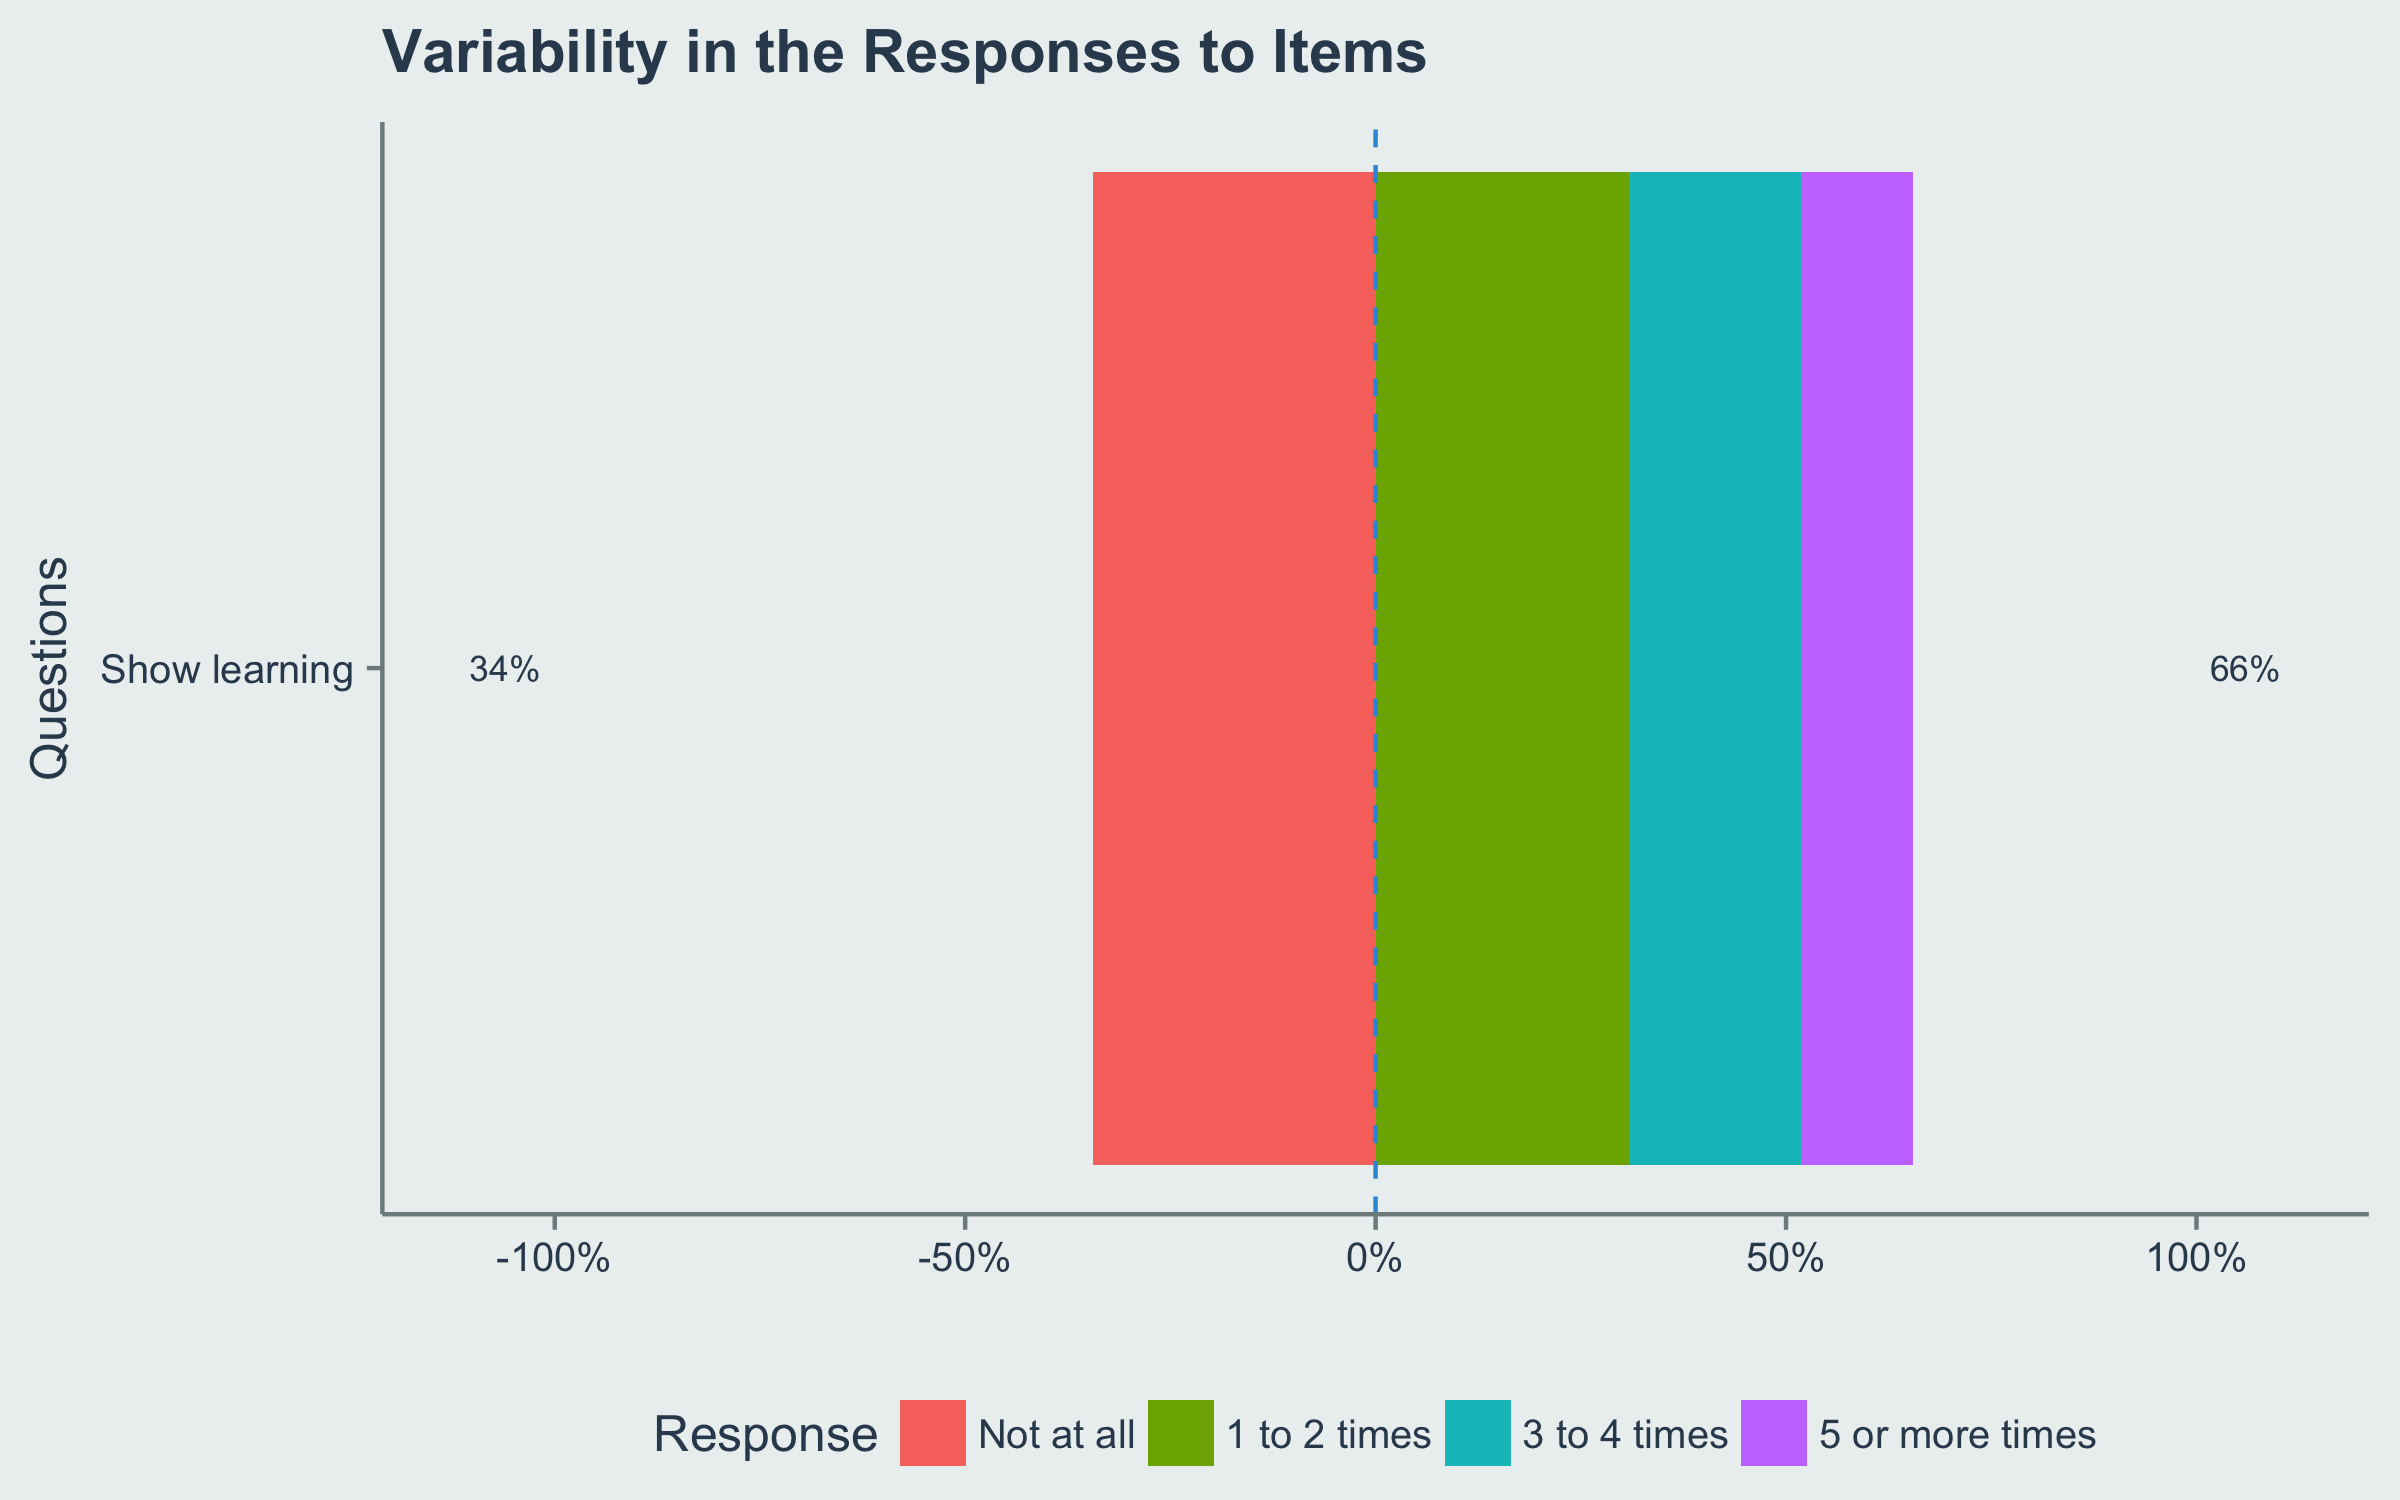 Variability in the Responses to Items
Questions
Show learning
34%
66%
-100% -50% 0% 50% 100%
Response Not at all 1 to 2 times 3 to 4 times 5 or more times